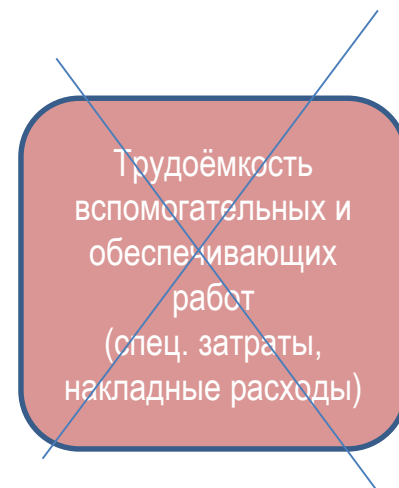 Трудоёмкость
вспомогательных и
обеспечивающих
работ
(спец. затраты,
накладные расходы)